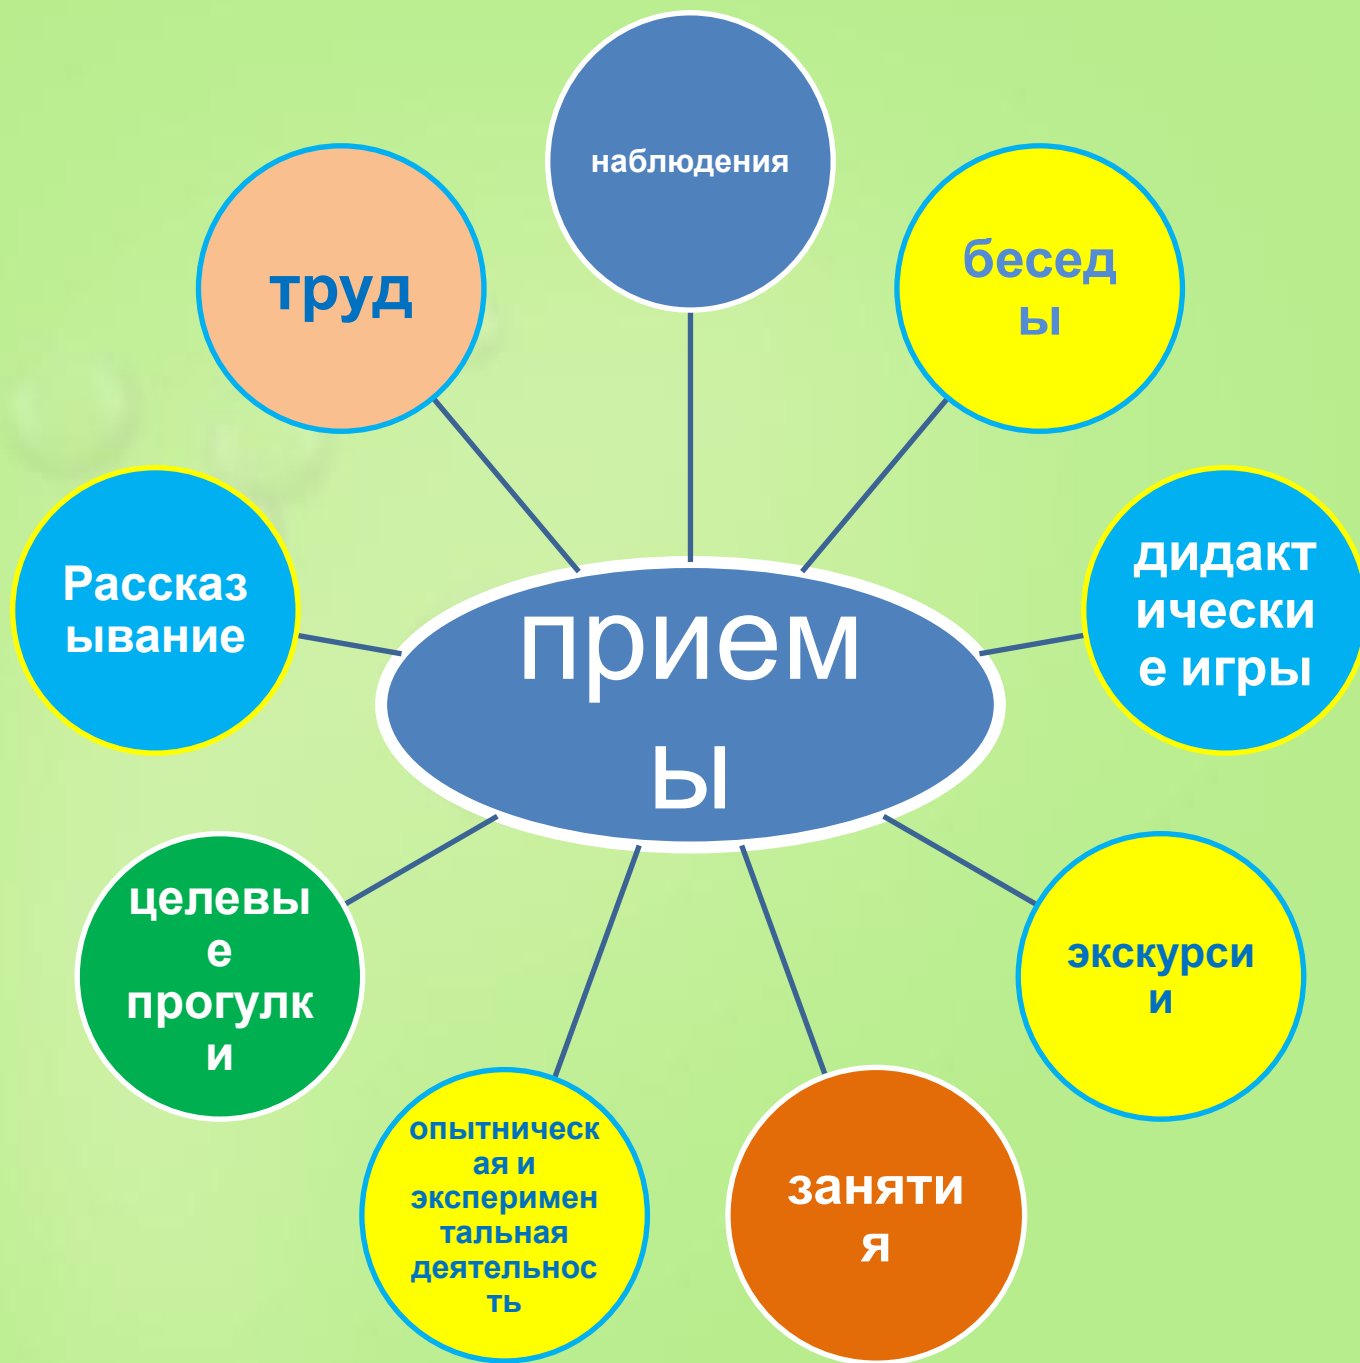 наблюдения
бесед
ы
дидакт
ически
е игры
экскурси
и
заняти
я
опытническ
ая и
эксперимен
тальная
деятельнос
ть
целевы
е
прогулк
и
Рассказ
ывание
труд
прием
ы